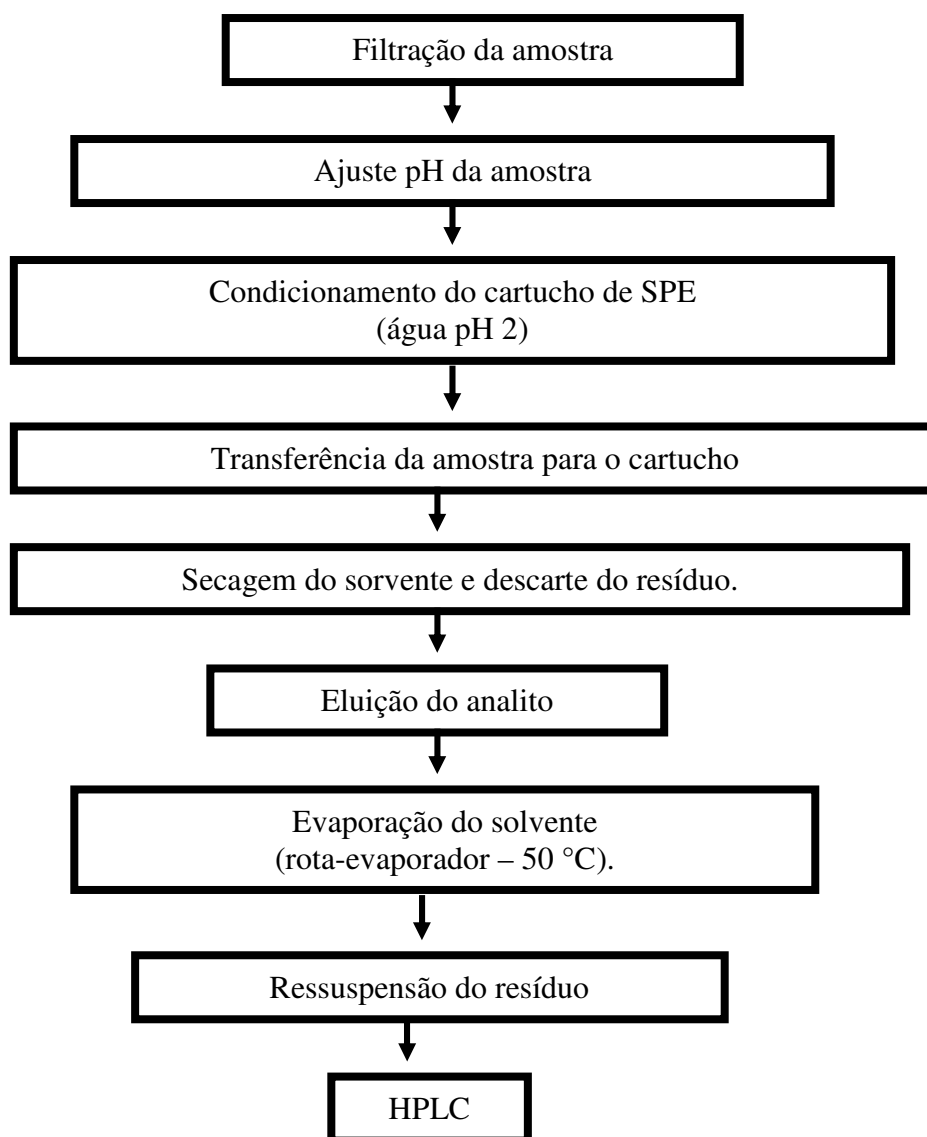 Filtração da amostra
Ajuste pH da amostra
Condicionamento do cartucho de SPE
(água pH 2)
Transferência da amostra para o cartucho
Secagem do sorvente e descarte do resíduo.
Eluição do analito
Evaporação do solvente
(rota-evaporador – 50 °C).
Ressuspensão do resíduo
HPLC